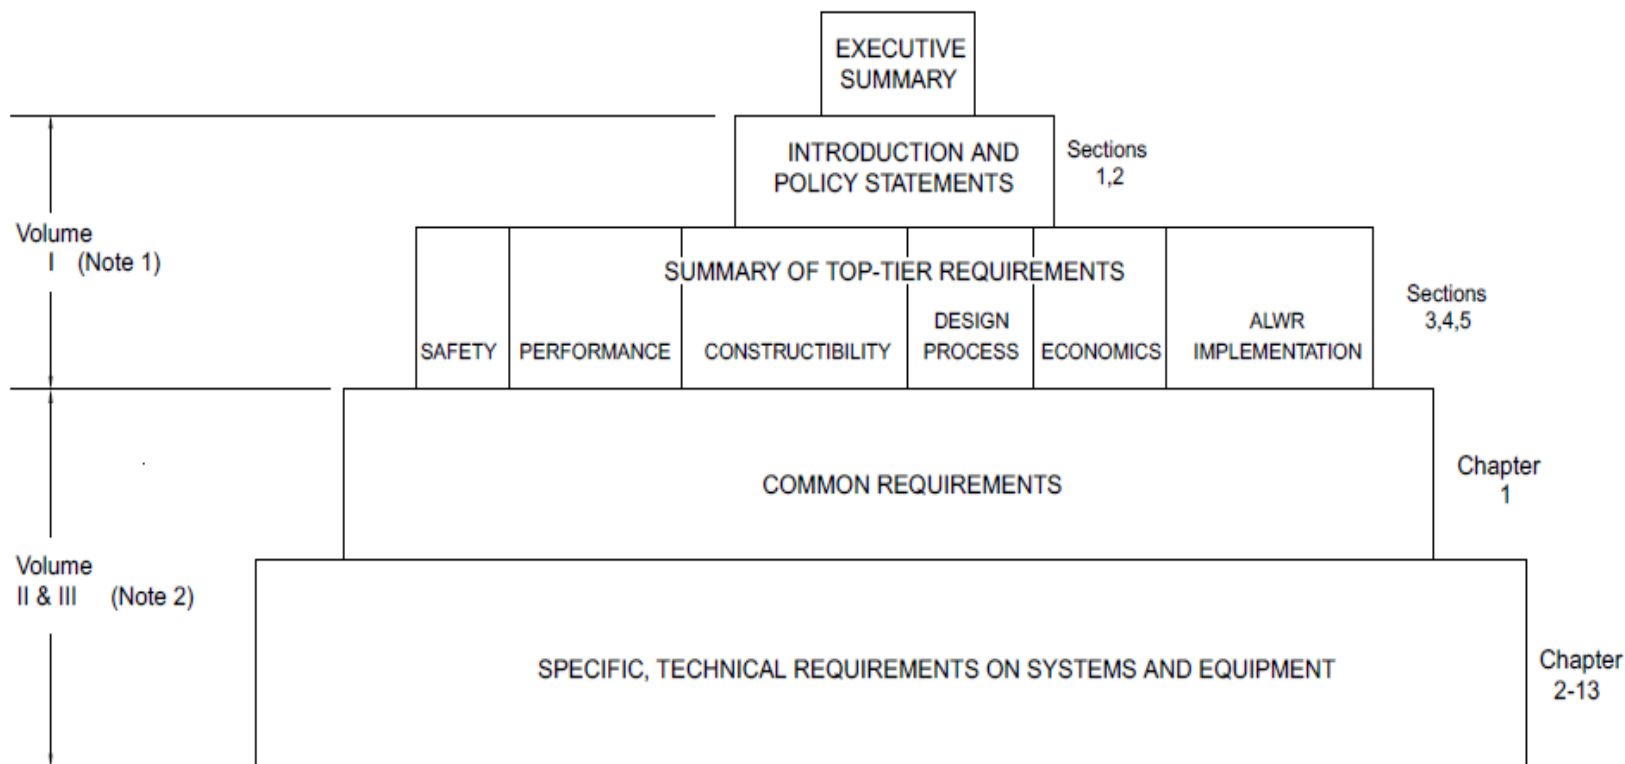 EXECUTIVE
SUMMARY
INTRODUCTION AND
POLICY STATEMENTS
Sections
1,2
Volume
I (Note 1)
SUMMARY OF TOP-TIER REQUIREMENTS
SAFETY
PERFORMANCE
CONSTRUCTIBILITY
DESIGN
PROCESS
ECONOMICS
ALWR
IMPLEMENTATION
Sections
3,4,5
COMMON REQUIREMENTS
Chapter
1
Volume
II & III (Note 2)
SPECIFIC, TECHNICAL REQUIREMENTS ON SYSTEMS AND EQUIPMENT
Chapter
2-13